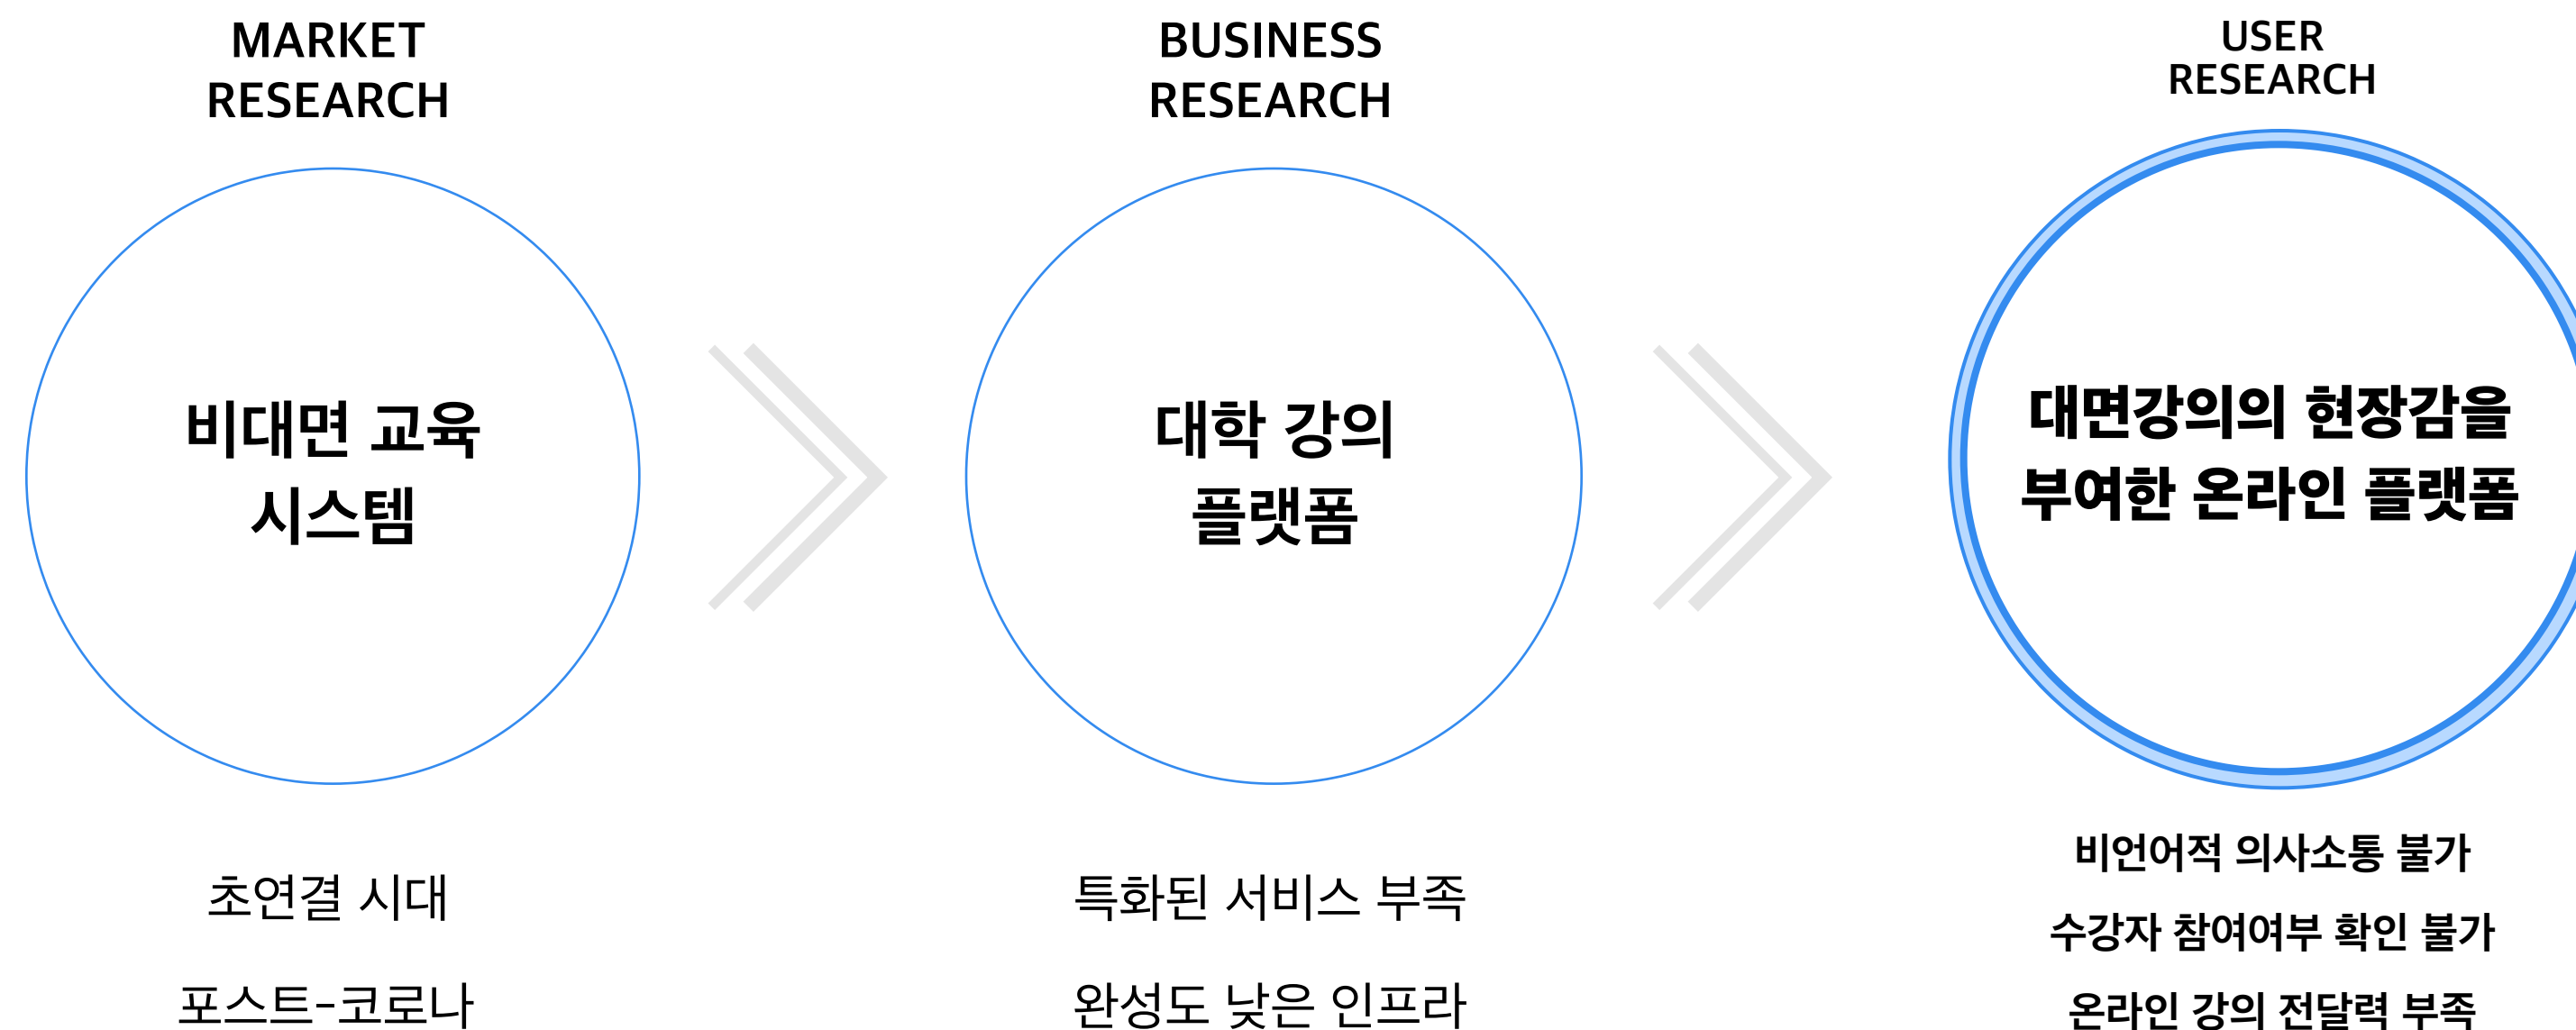 MARKET
RESEARCH
비대면 교육
시스템
초연결 시대
포스트-코로나
BUSINESS
RESEARCH
대학 강의
플랫폼
특화된 서비스 부족
완성도 낮은 인프라
USER
RESEARCH
대면강의의 현장감을
부여한 온라인 플랫폼
비언어적 의사소통 불가
수강자 참여여부 확인 불가
온라인 강의 전달력 부족